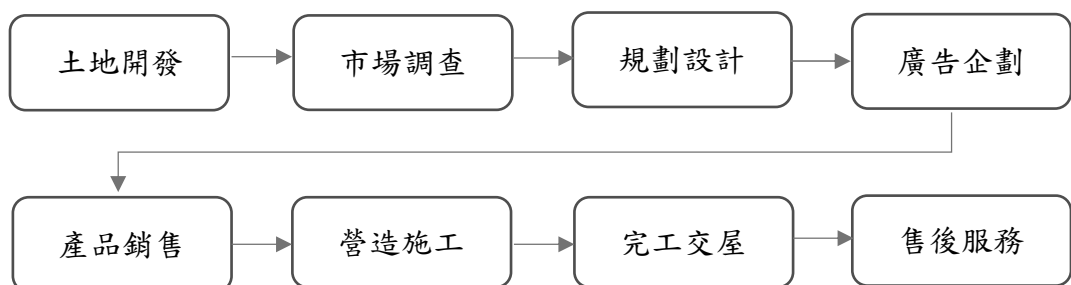 土地開發
市場調查
規劃設計
廣告企劃
產品銷售
營造施工
完工交屋
售後服務